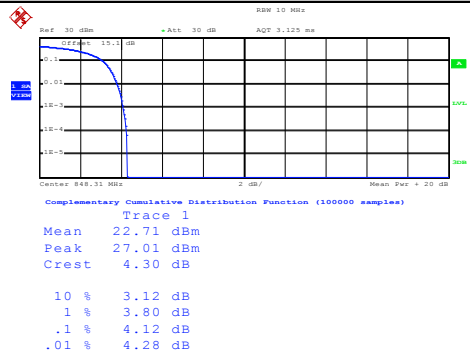 RBW 10 MHz
Ref 30 dBm Att 30 dB AQT 3.125 ms
Offset 15.1 dB
A
0.1
1 SA
VIEW
0.01
LVL
1E-3
1E-4
1E-5
3DB
Center 848.31 MHz 2 dB/ Mean Pwr + 20 dB
Complementary Cumulative Distribution Function (100000 samples)
Trace 1
Mean 22.71 dBm
Peak 27.01 dBm
Crest 4.30 dB
10 % 3.12 dB
1 % 3.80 dB
.1 % 4.12 dB
.01 % 4.28 dB